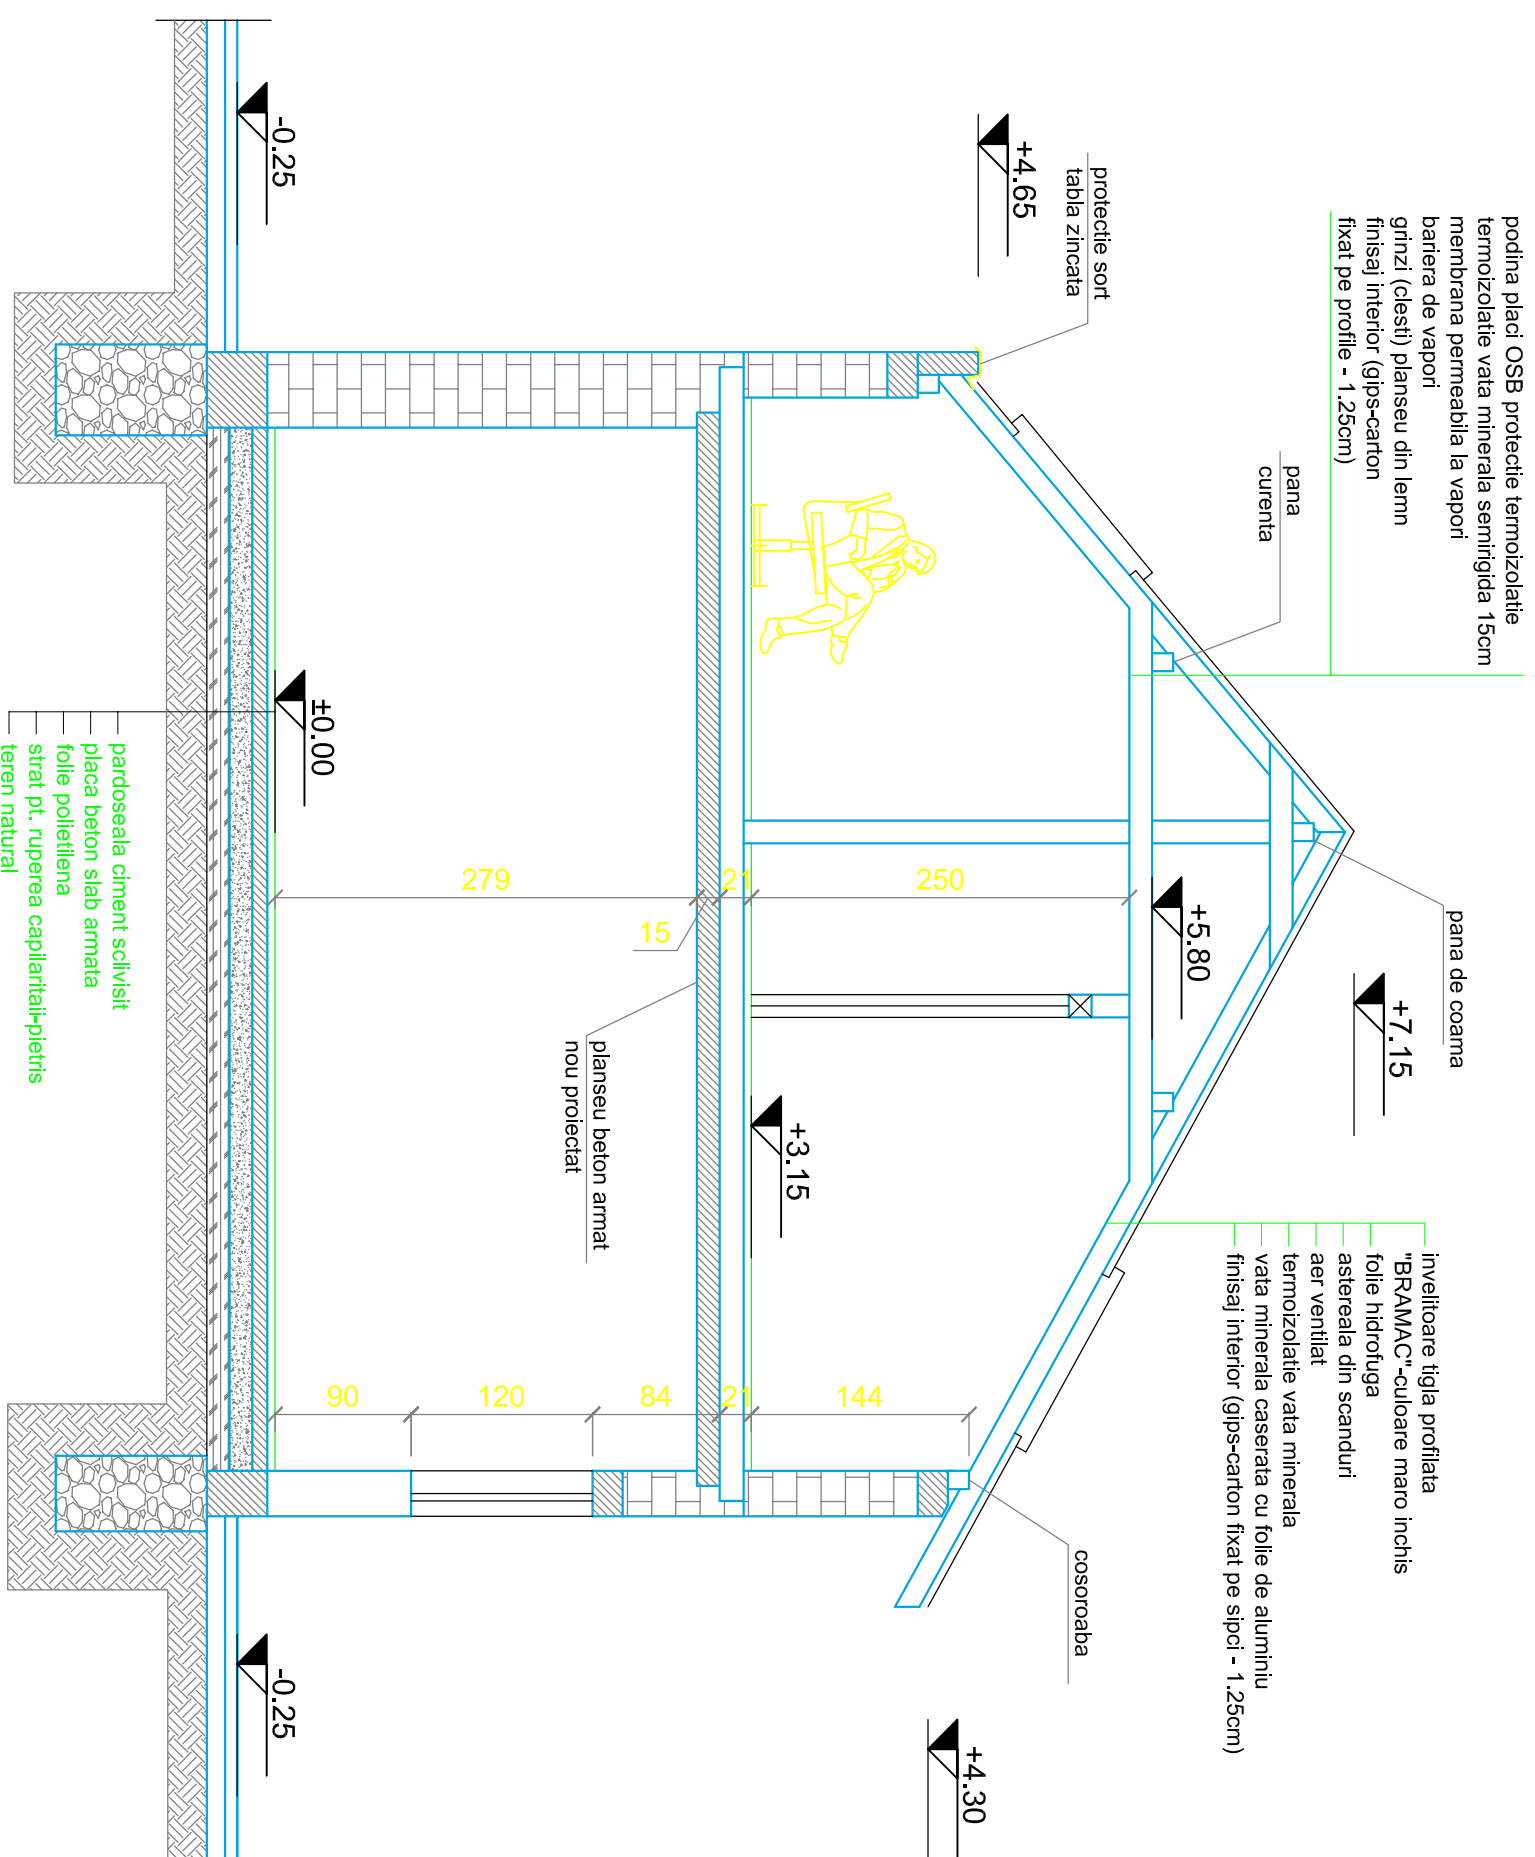 podina placi OSB protectie termoizolatie
termoizolatie vata minerala semirigida 15cm
membrana permeabila la vapori
bariera de vapori
grinzi (clesti) planseu din lemn
finisaj interior (gips-carton
fixat pe profile - 1.25cm)
pana
curenta
protectie sort
tabla zincata
+4.65
-0.25
pana de coama
+7.15
+5.80
invelitoare tigla profilata
"BRAMAC"-culoare maro inchis
folie hidrofuga
astereala din scanduri
aer ventilat
termoizolatie vata minerala
vata minerala caserata cu folie de aluminiu
finisaj interior (gips-carton fixat pe sipci - 1.25cm)
250
21
15
279
+3.15
planseu beton armat
nou proiectat
±0.00
144
21
84
120
90
cosoroaba
+4.30
-0.25
pardoseala ciment sclivisit
placa beton slab armata
folie polietilena
strat pt. ruperea capilaritaii-pietris
teren natural